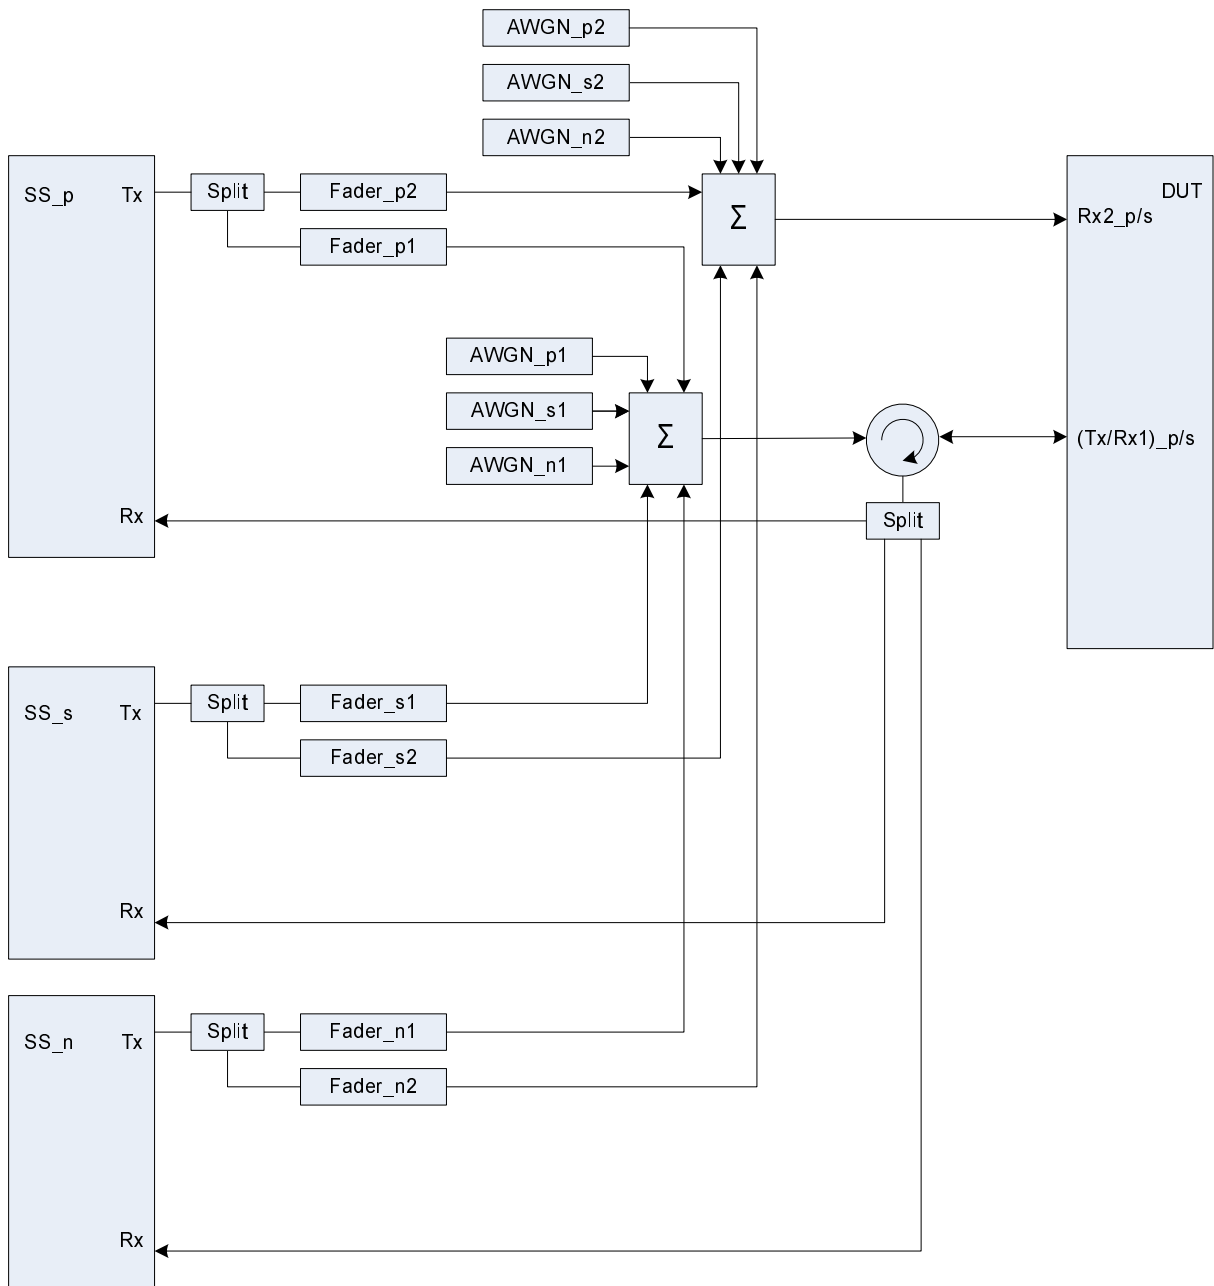 AWGN_p2
AWGN_s2
AWGN_n2
SS_p Tx
Split
Fader_p2
Fader_p1
Σ
DUT
Rx2_p/s
AWGN_p1
AWGN_s1
AWGN_n1
Σ
(Tx/Rx1)_p/s
Rx
Split
SS_s Tx
Split
Fader_s1
Fader_s2
Rx
SS_n Tx
Split
Fader_n1
Fader_n2
Rx